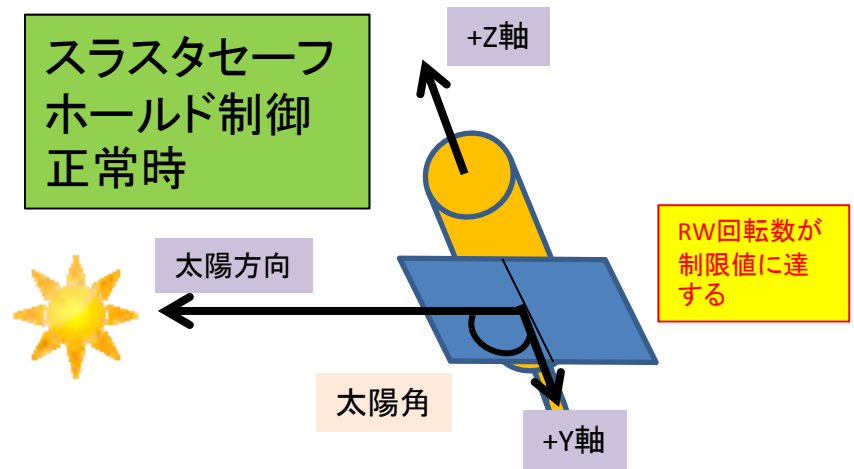 スラスタセーフ
ホールド制御
正常時
+Z軸
太陽方向
RW回転数が
制限値に達
する
太陽角
+Y軸